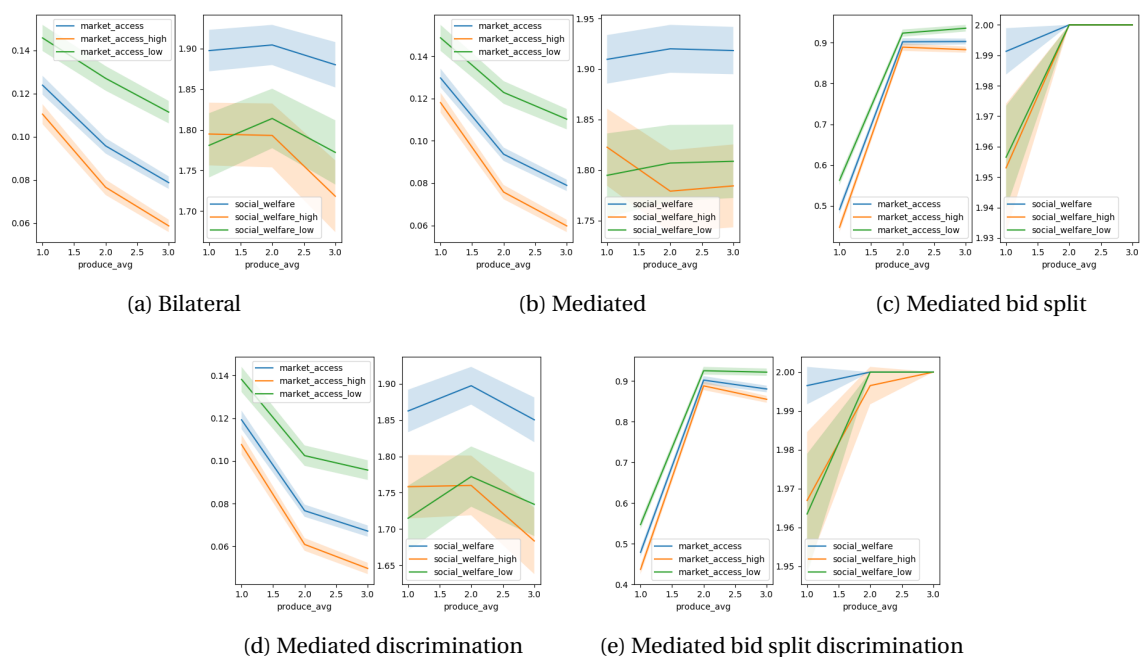 market_access
market_access_high
market_access_low
0.14
0.12
0.10
0.08
0.06
1.0 1.5 2.0 2.5 3.0
produce_avg
1.90
1.85
1.80
1.75
1.70
social_welfare
social_welfare_high
social_welfare_low
1.0 1.5 2.0 2.5 3.0
produce_avg
(a) Bilateral
market_access
market_access_high
market_access_low
0.14
0.12
0.10
0.08
0.06
1.0 1.5 2.0 2.5 3.0
produce_avg
1.90
1.85
1.80
1.75
social_welfare
social_welfare_high
social_welfare_low
1.0 1.5 2.0 2.5 3.0
produce_avg
(b) Mediated
0.9
0.8
0.7
0.6
0.5
market_access
market_access_high
market_access_low
1.0 1.5 2.0 2.5 3.0
produce_avg
2.00
1.99
1.98
1.97
1.96
1.95
1.94
1.93
social_welfare
social_welfare_high
social_welfare_low
1.0 1.5 2.0 2.5 3.0
produce_avg
(c) Mediated bid split
market_access
market_access_high
market_access_low
0.14
0.12
0.10
0.08
0.06
1.0 1.5 2.0 2.5 3.0
produce_avg
1.90
1.85
1.80
1.75
1.70
1.65
social_welfare
social_welfare_high
social_welfare_low
1.0 1.5 2.0 2.5 3.0
produce_avg
(d) Mediated discrimination
0.9
0.8
0.7
0.6
0.5
0.4
market_access
market_access_high
market_access_low
1.0 1.5 2.0 2.5 3.0
produce_avg
2.00
1.99
1.98
1.97
1.96
1.95
social_welfare
social_welfare_high
social_welfare_low
1.0 1.5 2.0 2.5 3.0
produce_avg
(e) Mediated bid split discrimination